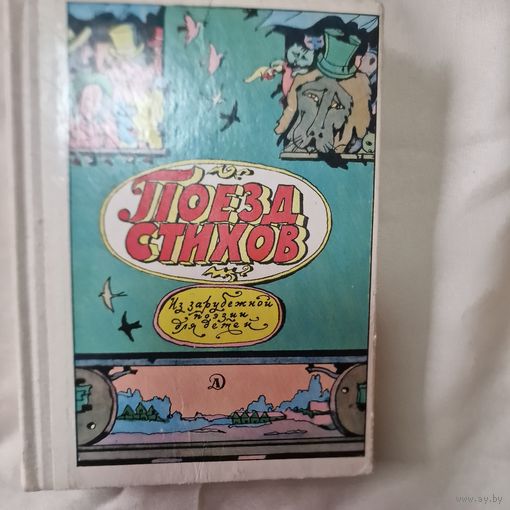 ПОЕЗД
СТИХОВ
Из зарубежной
поэзии
для детей
Д
www.ay.by